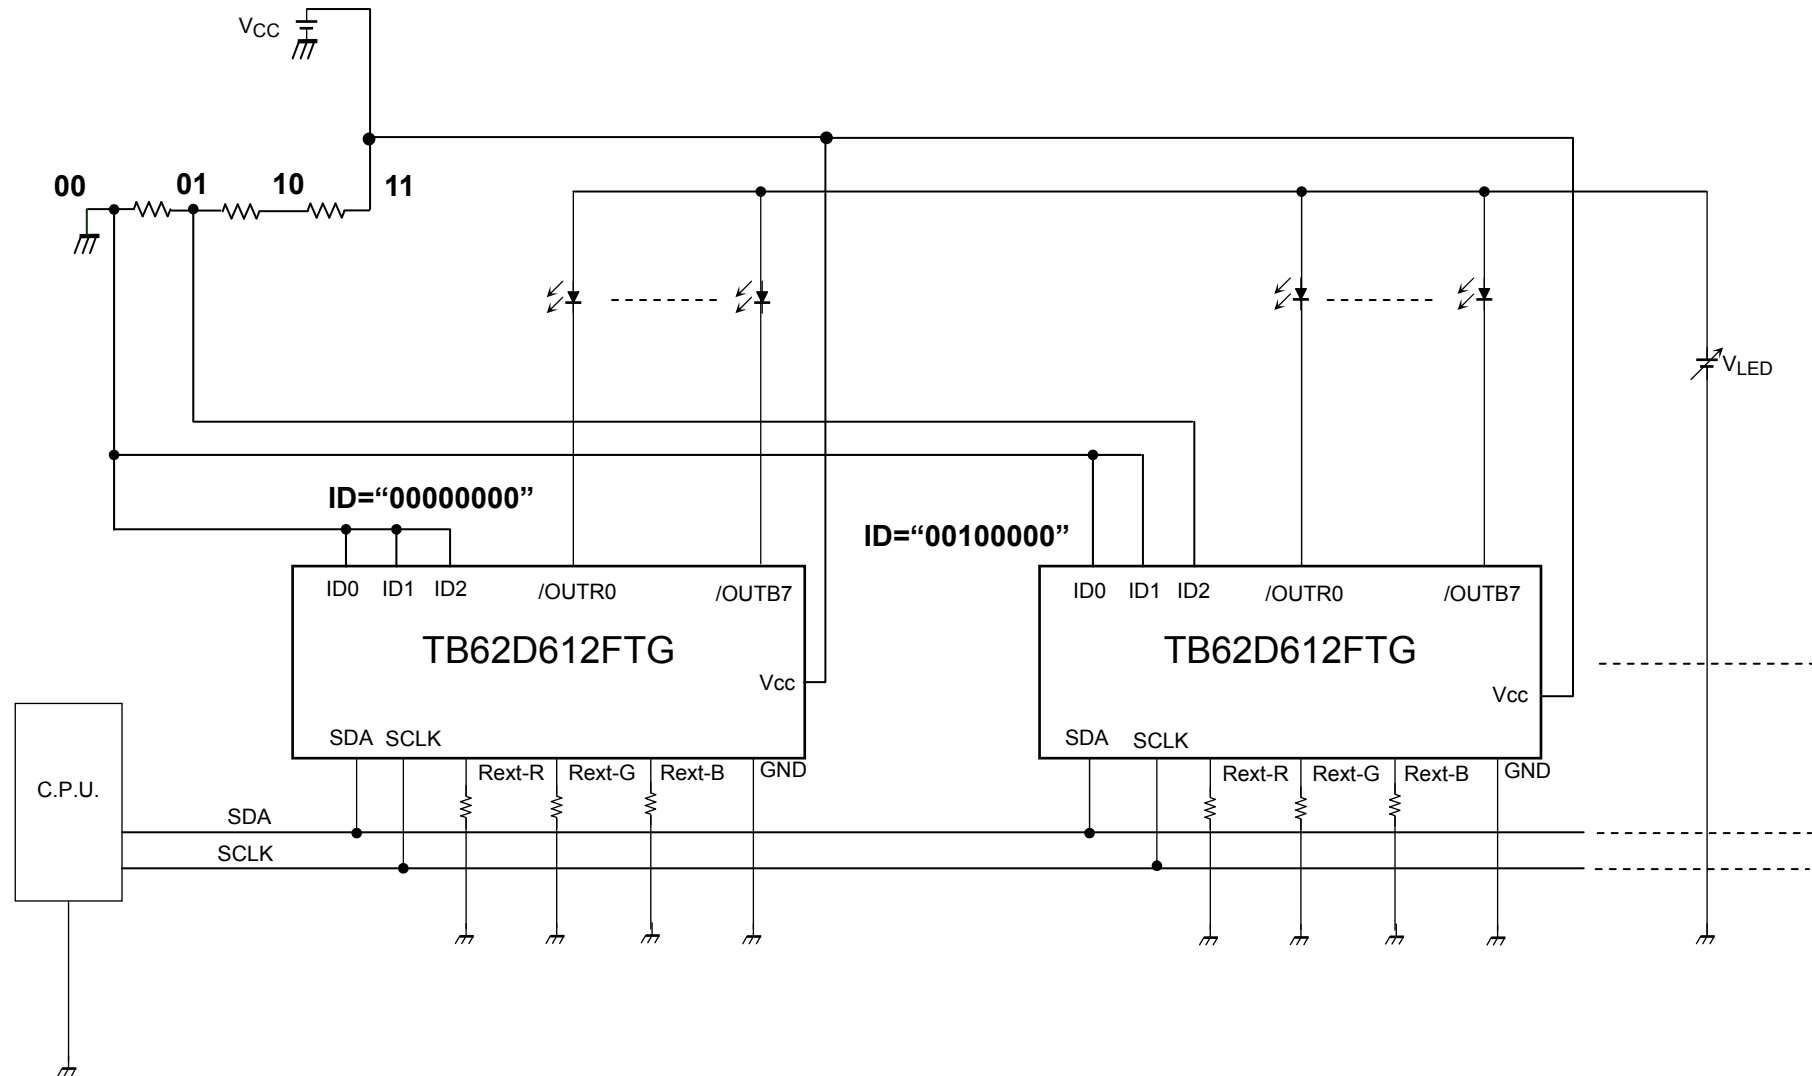 VCC
00 01 10 11
VLED
ID=“00000000”
ID=“00100000”
ID0 ID1 ID2 /OUTR0 /OUTB7
ID0 ID1 ID2 /OUTR0 /OUTB7
TB62D612FTG
TB62D612FTG
Vcc
Vcc
SDA SCLK
SDA SCLK
Rext-R Rext-G Rext-B GND
Rext-R Rext-G Rext-B GND
C.P.U.
SDA
SCLK